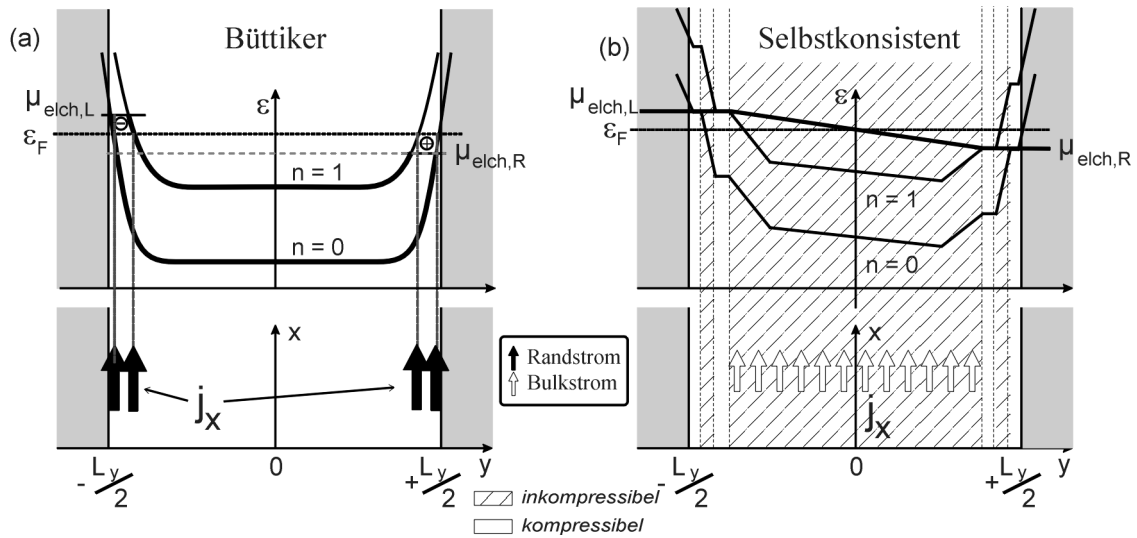 (a)
Büttiker
ε
μelch,L
⊖
εF
⊕
μelch,R
n = 1
n = 0
x
jx
- Ly/2
0
+ Ly/2
y
(b)
Selbstkonsistent
ε
μelch,L
εF
μelch,R
n = 1
n = 0
x
jx
- Ly/2
0
+ Ly/2
y
Randstrom
Bulkstrom
inkompressibel
kompressibel